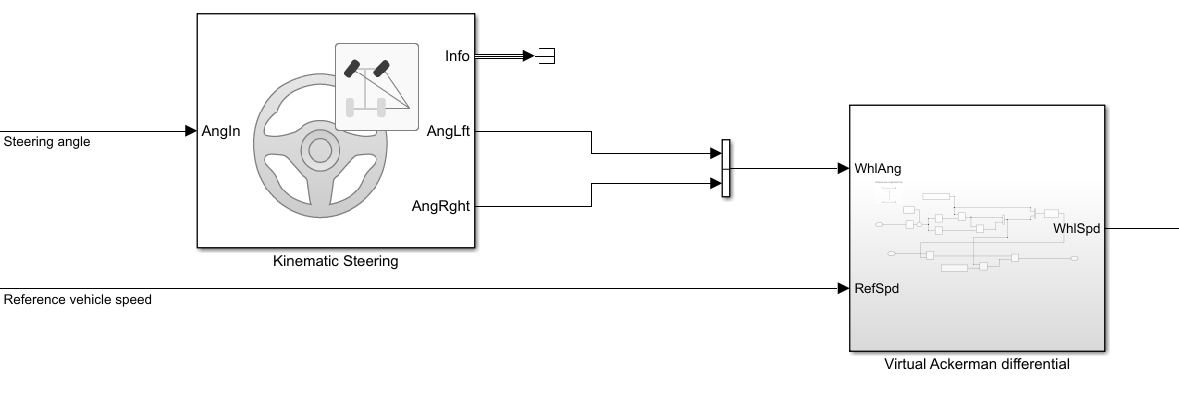 Info
Steering angle
AngIn
AngLft
AngRght
Kinematic Steering
Reference vehicle speed
WhlAng
WhlSpd
RefSpd
Virtual Ackerman differential